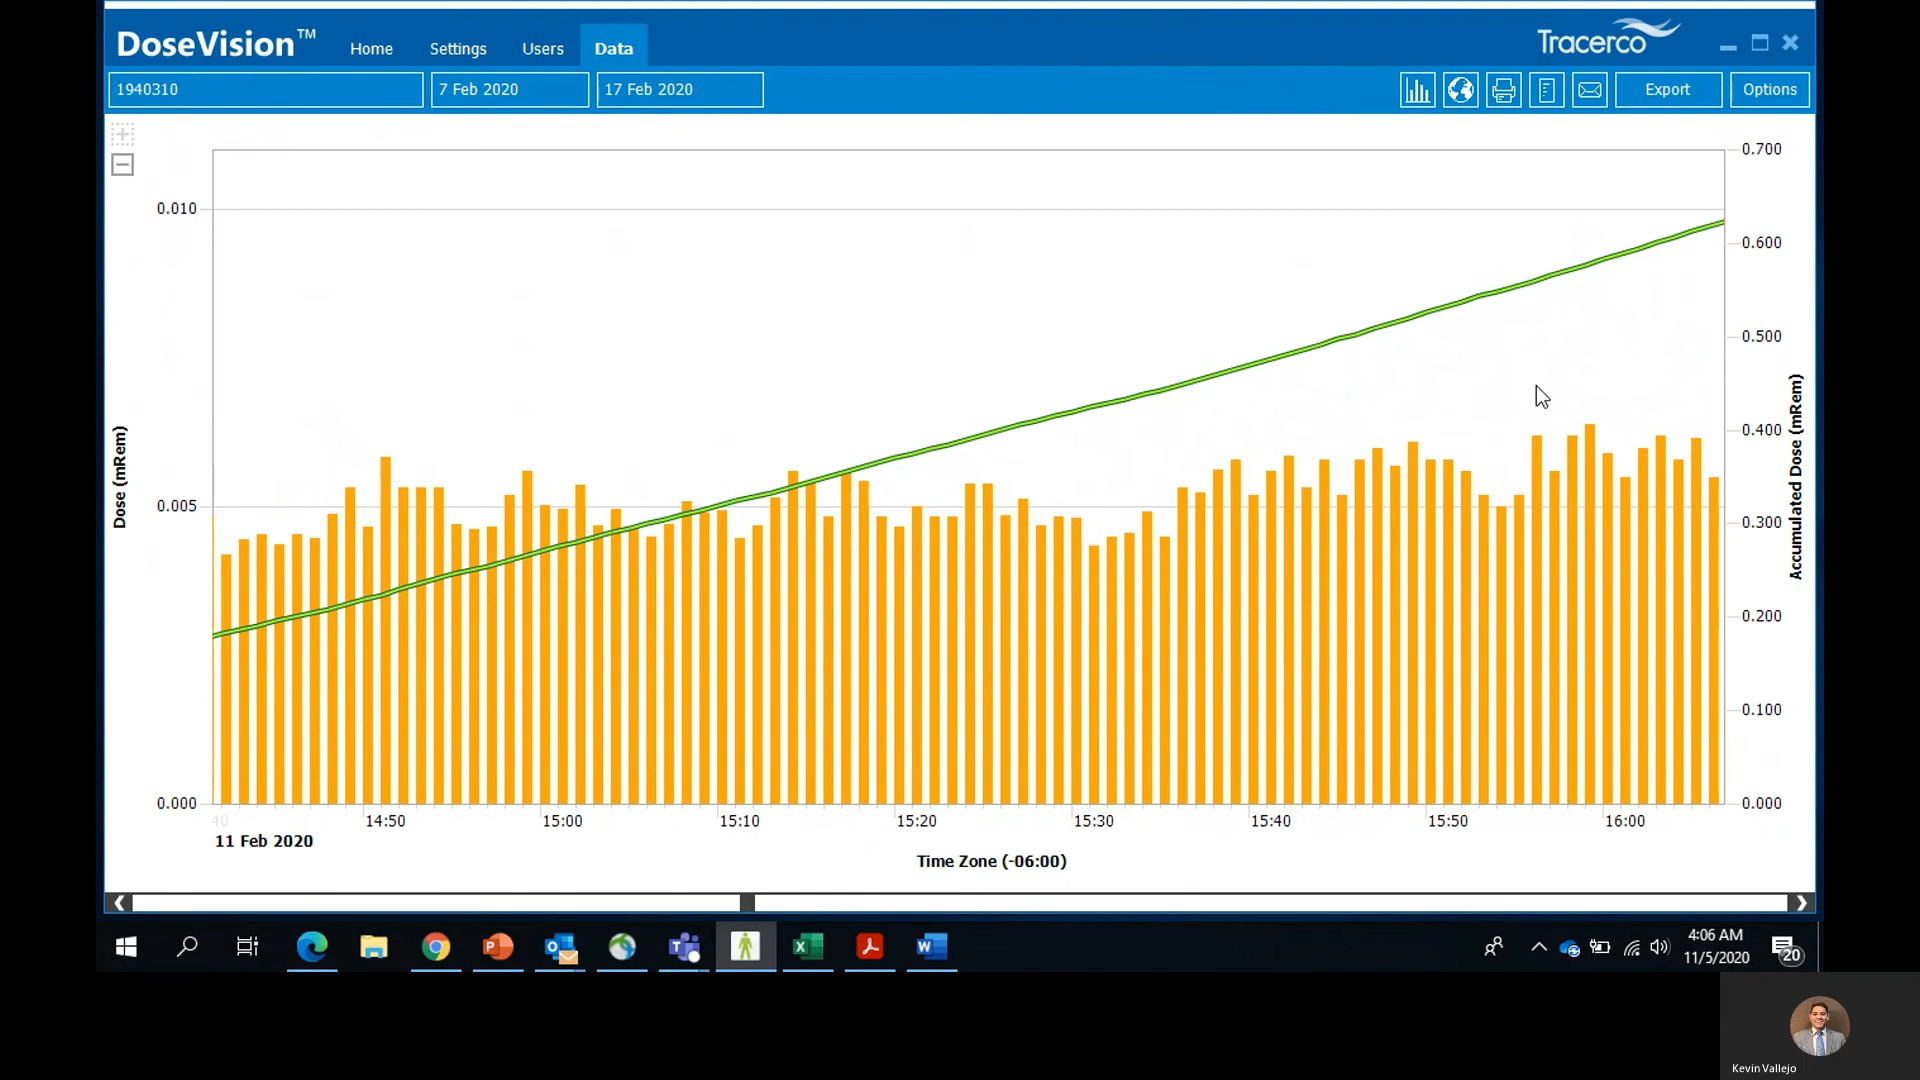 DoseVision™ Home Settings Users Data Tracerco
1940310 7 Feb 2020 17 Feb 2020 Export Options
0.700
0.010
0.600
0.500
0.400
0.005
0.300
0.200
0.100
0.000 0.000
Dose (mRem)
Accumulated Dose (mRem)
40 14:50 15:00 15:10 15:20 15:30 15:40 15:50 16:00
11 Feb 2020
Time Zone (-06:00)
4:06 AM
11/5/2020
20
Kevin Vallejo